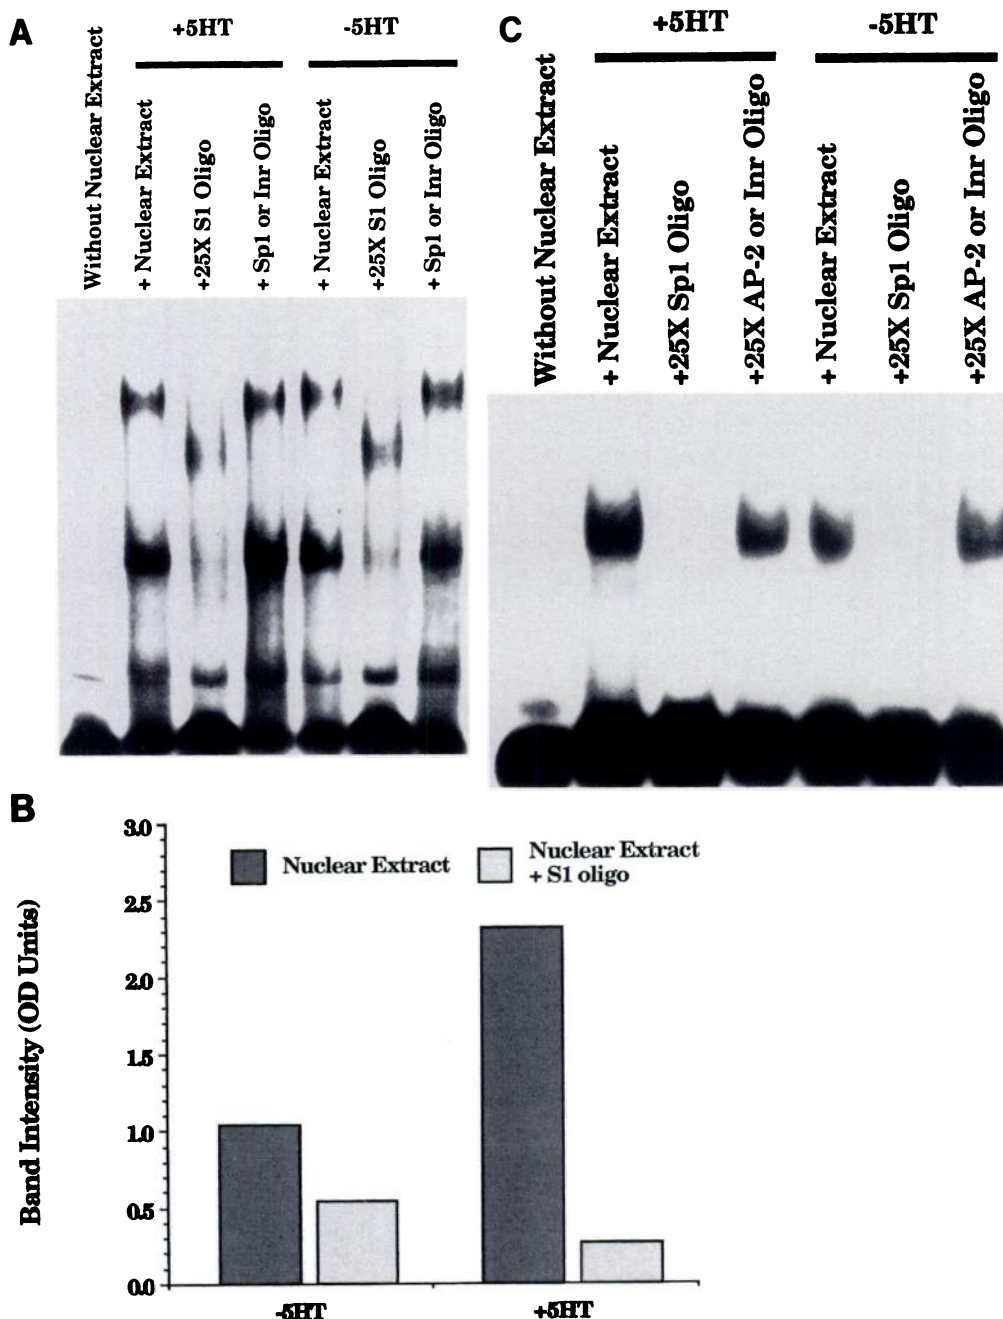 A
+5HT
-5HT
Without Nuclear Extract
+ Nuclear Extract
+25X S1 Oligo
+ Sp1 or Inr Oligo
+ Nuclear Extract
+25X S1 Oligo
+ Sp1 or Inr Oligo
C
+5HT
-5HT
Without Nuclear Extract
+ Nuclear Extract
+25X Sp1 Oligo
+25X AP-2 or Inr Oligo
+ Nuclear Extract
+25X Sp1 Oligo
+25X AP-2 or Inr Oligo
B
Band Intensity (OD Units)
3.0
2.5
2.0
1.5
1.0
0.5
0.0
Nuclear Extract
Nuclear Extract
+ S1 oligo
-5HT
+5HT